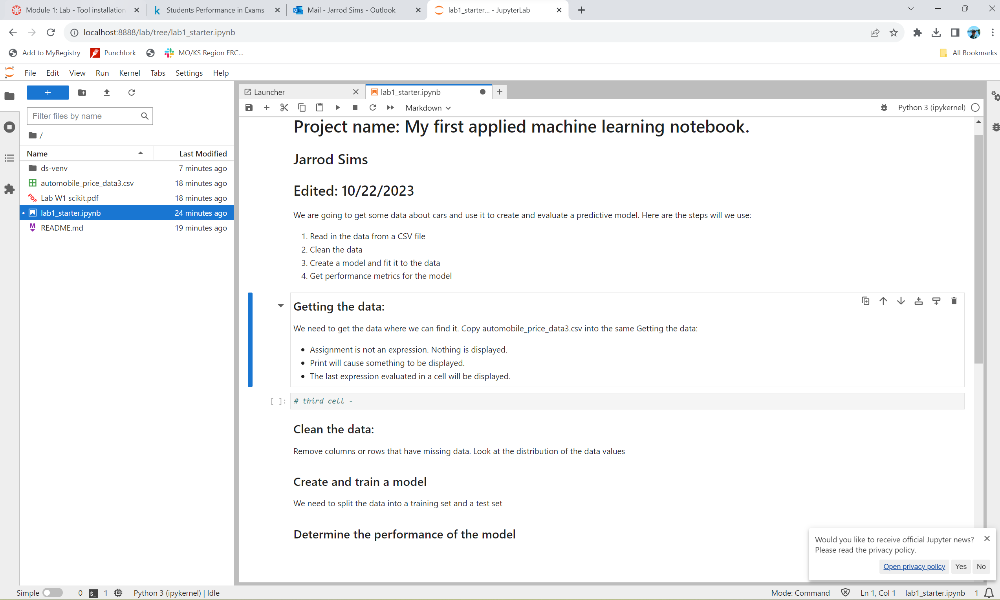 Module 1: Lab - Tool installation
Students Performance in Exams
Mail - Jarrod Sims - Outlook
lab1_starter... - JupyterLab
localhost:8888/lab/tree/lab1_starter.ipynb
Add to MyRegistry
Punchfork
MO/KS Region FRC...
All Bookmarks
File Edit View Run Kernel Tabs Settings Help
Filter files by name
/
Name Last Modified
ds-venv 7 minutes ago
automobile_price_data3.csv 18 minutes ago
Lab W1 scikit.pdf 18 minutes ago
lab1_starter.ipynb 24 minutes ago
README.md 19 minutes ago
Launcher
lab1_starter.ipynb
Markdown
Python 3 (ipykernel)
Project name: My first applied machine learning notebook.
Jarrod Sims
Edited: 10/22/2023
We are going to get some data about cars and use it to create and evaluate a predictive model. Here are the steps will we use:
1. Read in the data from a CSV file
2. Clean the data
3. Create a model and fit it to the data
4. Get performance metrics for the model
Getting the data:
We need to get the data where we can find it. Copy automobile_price_data3.csv into the same Getting the data:
• Assignment is not an expression. Nothing is displayed.
• Print will cause something to be displayed.
• The last expression evaluated in a cell will be displayed.
[ ]: # third cell -
Clean the data:
Remove columns or rows that have missing data. Look at the distribution of the data values
Create and train a model
We need to split the data into a training set and a test set
Determine the performance of the model
Would you like to receive official Jupyter news?
Please read the privacy policy.
Open privacy policy Yes No
Simple 0 $_ 1 Python 3 (ipykernel) | Idle
Mode: Command Ln 1, Col 1 lab1_starter.ipynb 1